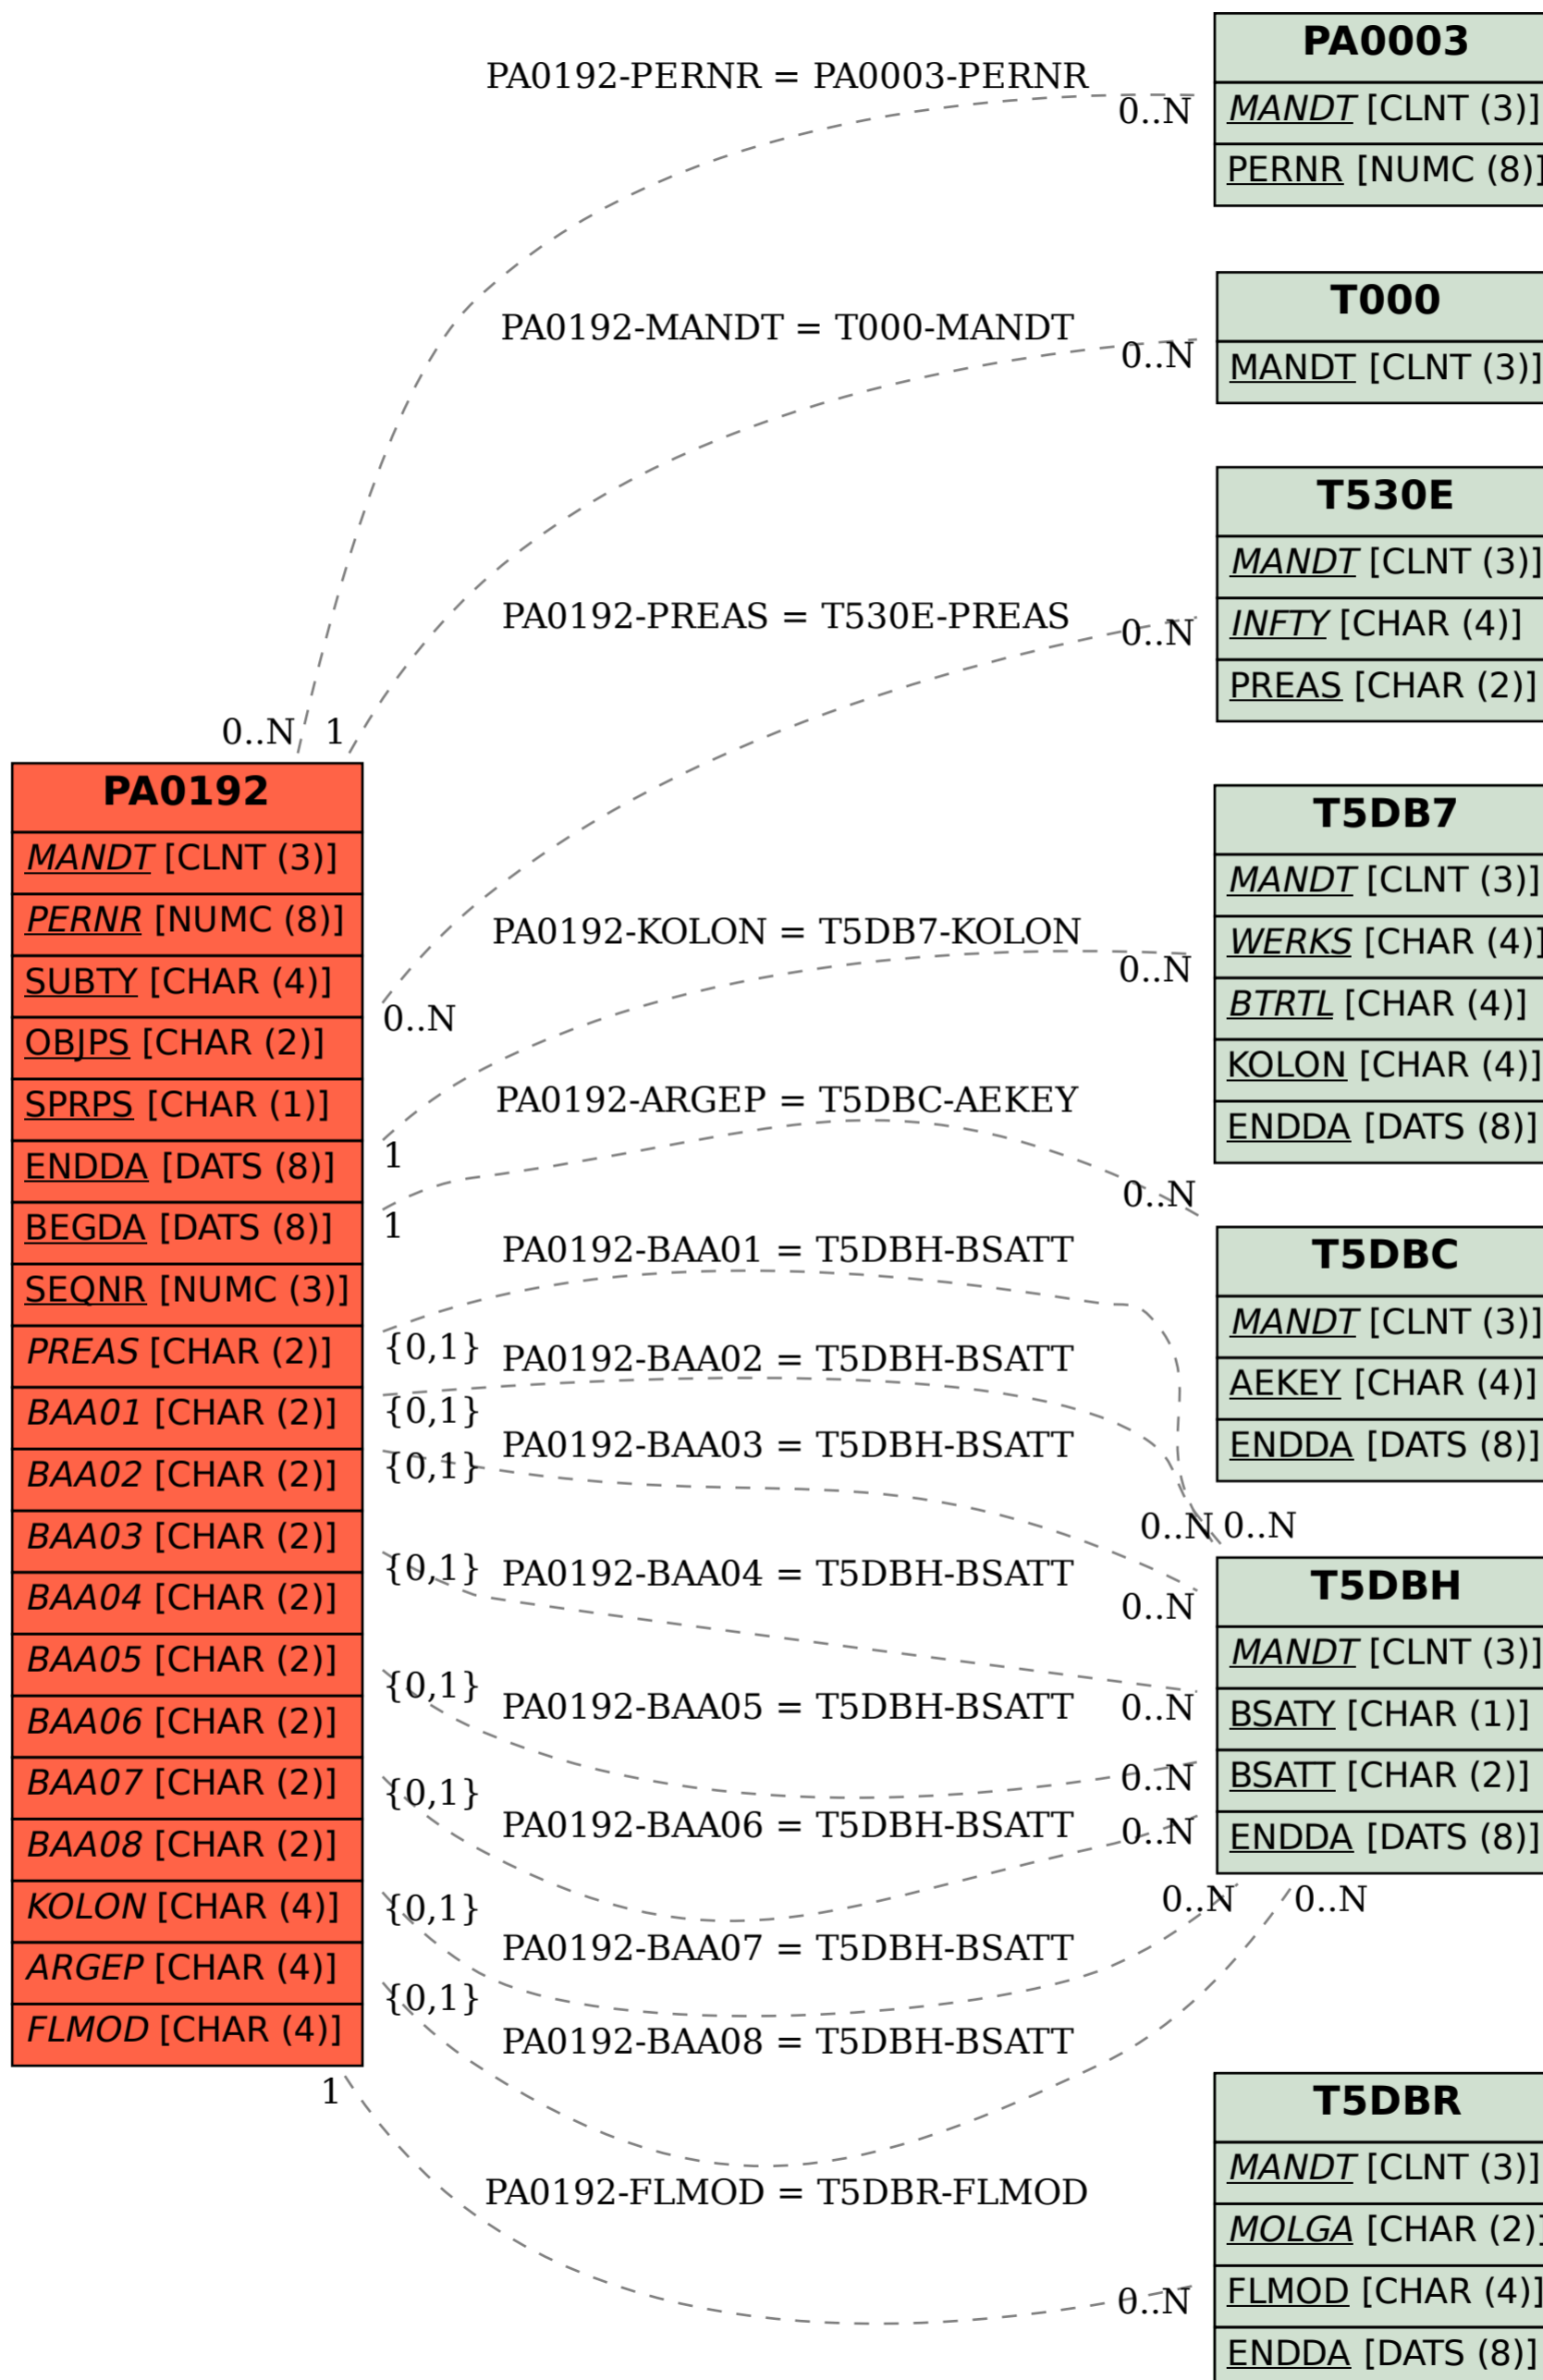 PA0003
MANDT [CLNT (3)]
PERNR [NUMC (8)]
PA0192-PERNR = PA0003-PERNR
0..N
T000
MANDT [CLNT (3)]
PA0192-MANDT = T000-MANDT
0..N
T530E
MANDT [CLNT (3)]
INFTY [CHAR (4)]
PREAS [CHAR (2)]
PA0192-PREAS = T530E-PREAS
0..N
0..N 1
PA0192
MANDT [CLNT (3)]
PERNR [NUMC (8)]
SUBTY [CHAR (4)]
OBJPS [CHAR (2)]
SPRPS [CHAR (1)]
ENDDA [DATS (8)]
BEGDA [DATS (8)]
SEQNR [NUMC (3)]
PREAS [CHAR (2)]
BAA01 [CHAR (2)]
BAA02 [CHAR (2)]
BAA03 [CHAR (2)]
BAA04 [CHAR (2)]
BAA05 [CHAR (2)]
BAA06 [CHAR (2)]
BAA07 [CHAR (2)]
BAA08 [CHAR (2)]
KOLON [CHAR (4)]
ARGEP [CHAR (4)]
FLMOD [CHAR (4)]
T5DB7
MANDT [CLNT (3)]
WERKS [CHAR (4)]
BTRTL [CHAR (4)]
KOLON [CHAR (4)]
ENDDA [DATS (8)]
PA0192-KOLON = T5DB7-KOLON
0..N
0..N
PA0192-ARGEP = T5DBC-AEKEY
1
0..N
1
T5DBC
MANDT [CLNT (3)]
AEKEY [CHAR (4)]
ENDDA [DATS (8)]
PA0192-BAA01 = T5DBH-BSATT
{0,1}
PA0192-BAA02 = T5DBH-BSATT
{0,1}
PA0192-BAA03 = T5DBH-BSATT
{0,1}
0..N 0..N
T5DBH
MANDT [CLNT (3)]
BSATY [CHAR (1)]
BSATT [CHAR (2)]
ENDDA [DATS (8)]
{0,1}
PA0192-BAA04 = T5DBH-BSATT
0..N
{0,1}
PA0192-BAA05 = T5DBH-BSATT
0..N
0..N
{0,1}
PA0192-BAA06 = T5DBH-BSATT
0..N
0..N 0..N
{0,1}
PA0192-BAA07 = T5DBH-BSATT
{0,1}
PA0192-BAA08 = T5DBH-BSATT
1
T5DBR
MANDT [CLNT (3)]
MOLGA [CHAR (2)]
FLMOD [CHAR (4)]
ENDDA [DATS (8)]
PA0192-FLMOD = T5DBR-FLMOD
0..N